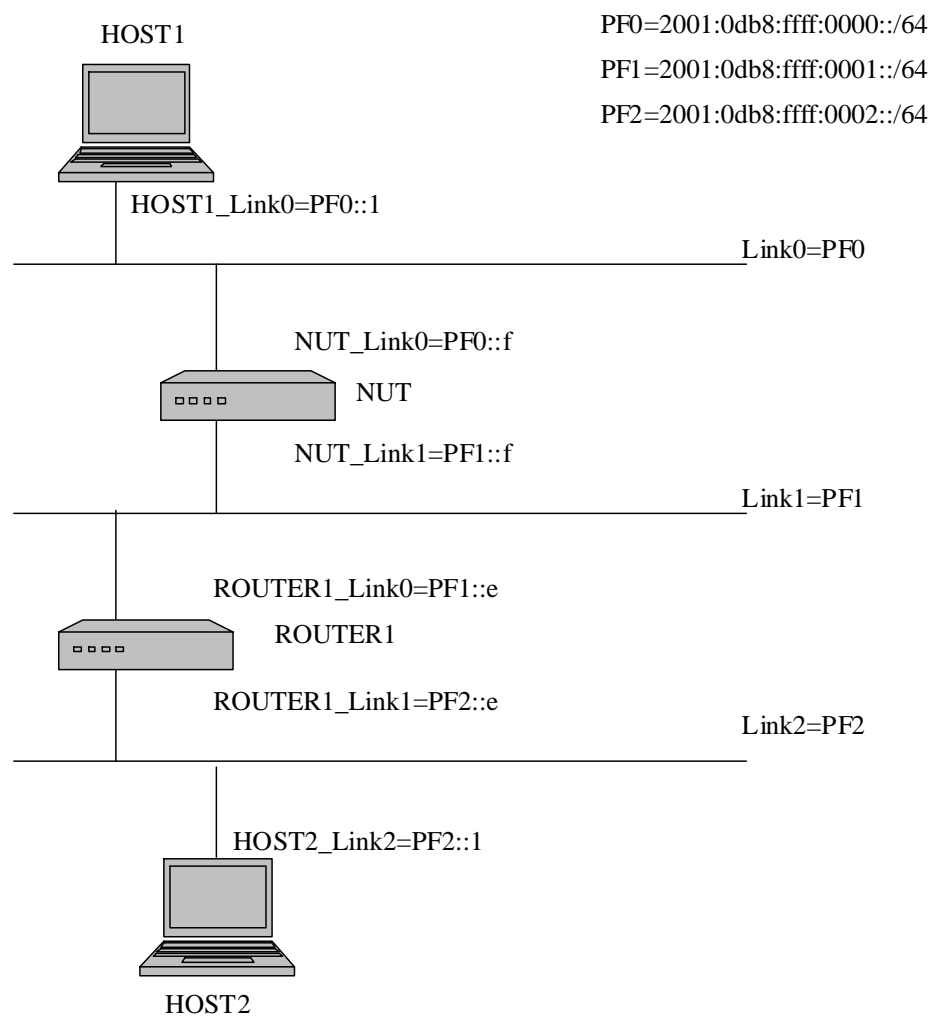 HOST1
PF0=2001:0db8:ffff:0000::/64
PF1=2001:0db8:ffff:0001::/64
PF2=2001:0db8:ffff:0002::/64
HOST1_Link0=PF0::1
Link0=PF0
NUT_Link0=PF0::f
NUT
NUT_Link1=PF1::f
Link1=PF1
ROUTER1_Link0=PF1::e
ROUTER1
ROUTER1_Link1=PF2::e
Link2=PF2
HOST2_Link2=PF2::1
HOST2